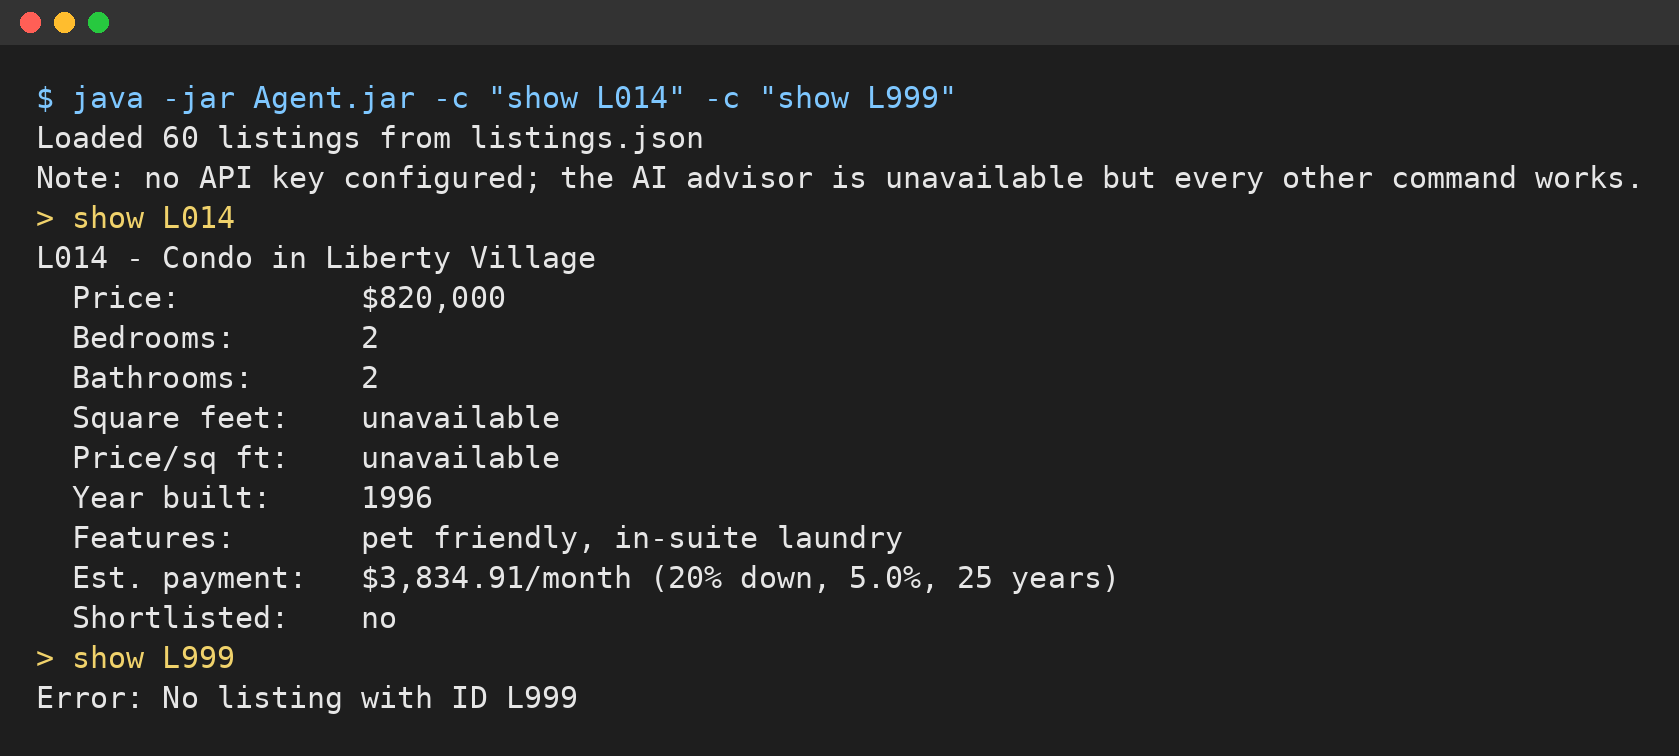 $ java -jar Agent.jar -c "show L014" -c "show L999"
Loaded 60 listings from listings.json
Note: no API key configured; the AI advisor is unavailable but every other command works.
> show L014
L014 - Condo in Liberty Village
  Price:          $820,000
  Bedrooms:       2
  Bathrooms:      2
  Square feet:    unavailable
  Price/sq ft:    unavailable
  Year built:     1996
  Features:       pet friendly, in-suite laundry
  Est. payment:   $3,834.91/month (20% down, 5.0%, 25 years)
  Shortlisted:    no
> show L999
Error: No listing with ID L999